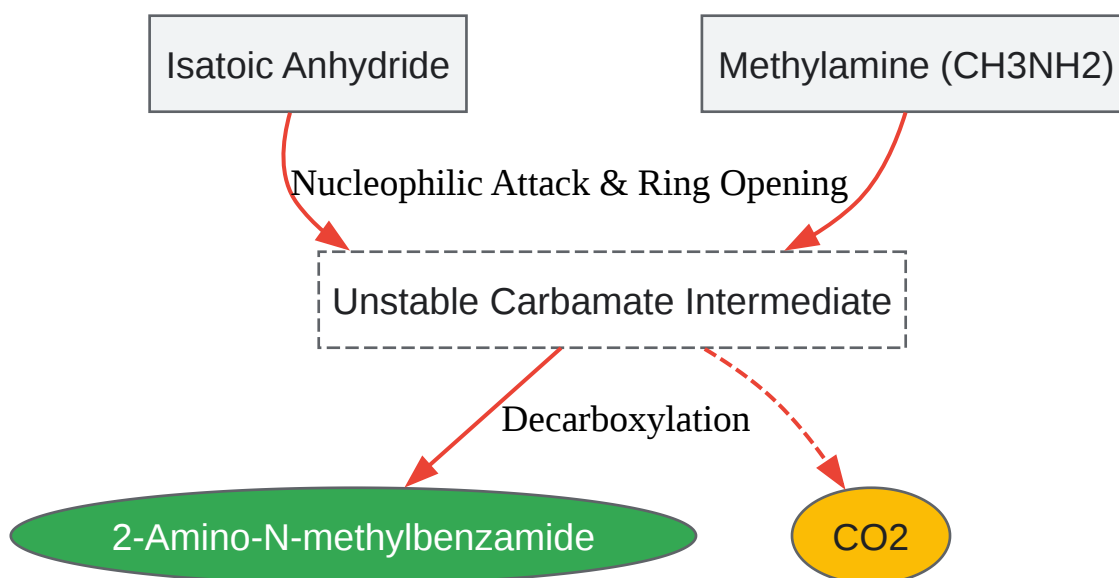 Isatoic Anhydride
Methylamine (CH3NH2)
Nucleophilic Attack & Ring Opening
Unstable Carbamate Intermediate
Decarboxylation
2-Amino-N-methylbenzamide
CO2